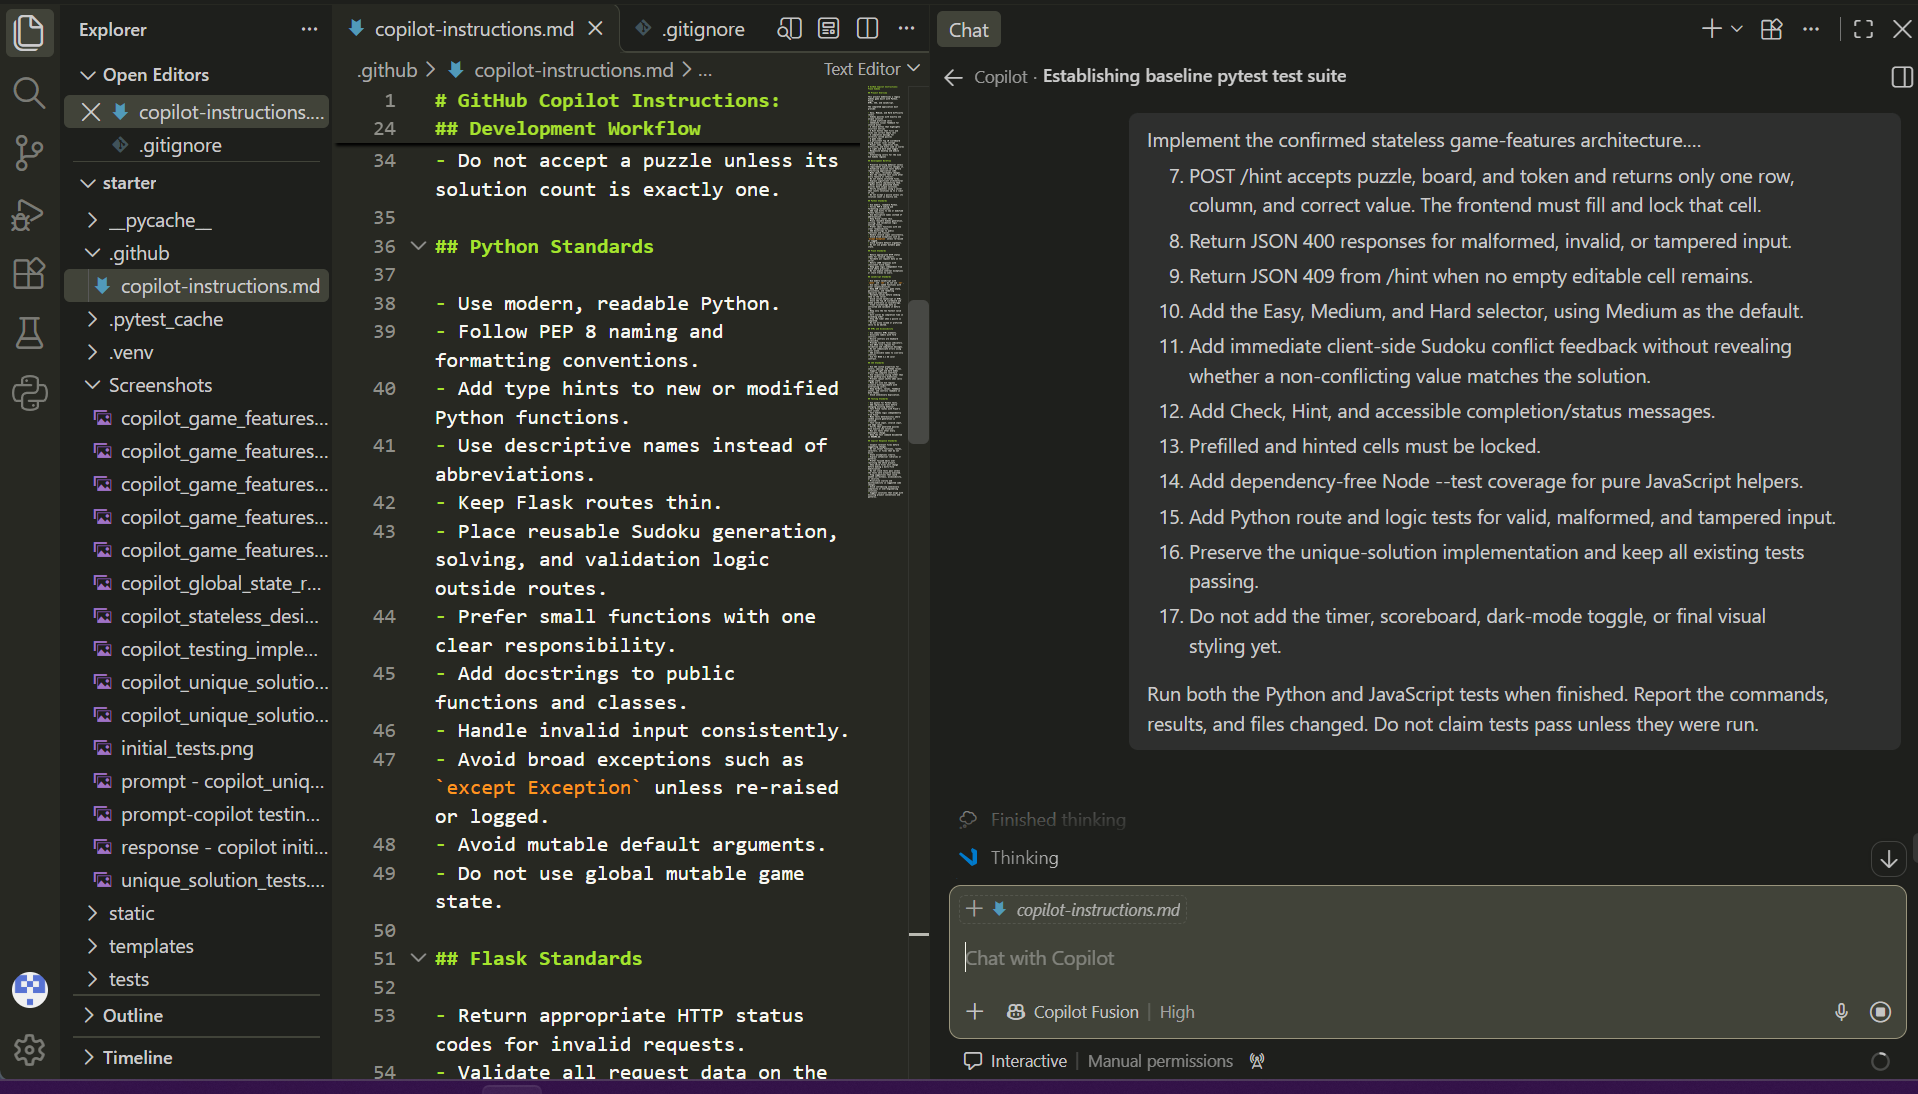 Explorer
Open Editors
copilot-instructions....
.gitignore
starter
__pycache__
.github
copilot-instructions.md
.pytest_cache
.venv
Screenshots
copilot_game_features...
copilot_game_features...
copilot_game_features...
copilot_game_features...
copilot_game_features...
copilot_global_state_r...
copilot_stateless_desi...
copilot_testing_imple...
copilot_unique_solutio...
copilot_unique_solutio...
initial_tests.png
prompt - copilot_uniq...
prompt-copilot testin...
response - copilot initi...
unique_solution_tests....
static
templates
tests
Outline
Timeline
copilot-instructions.md
.gitignore
.github > copilot-instructions.md > ...
Text Editor
1 # GitHub Copilot Instructions:
24 ## Development Workflow
34 - Do not accept a puzzle unless its
solution count is exactly one.
35
36 ## Python Standards
37
38 - Use modern, readable Python.
39 - Follow PEP 8 naming and
formatting conventions.
40 - Add type hints to new or modified
Python functions.
41 - Use descriptive names instead of
abbreviations.
42 - Keep Flask routes thin.
43 - Place reusable Sudoku generation,
solving, and validation logic
outside routes.
44 - Prefer small functions with one
clear responsibility.
45 - Add docstrings to public
functions and classes.
46 - Handle invalid input consistently.
47 - Avoid broad exceptions such as
`except Exception` unless re-raised
or logged.
48 - Avoid mutable default arguments.
49 - Do not use global mutable game
state.
50
51 ## Flask Standards
52
53 - Return appropriate HTTP status
codes for invalid requests.
54 - Validate all request data on the
Chat
Copilot · Establishing baseline pytest test suite
Implement the confirmed stateless game-features architecture....
7. POST /hint accepts puzzle, board, and token and returns only one row,
column, and correct value. The frontend must fill and lock that cell.
8. Return JSON 400 responses for malformed, invalid, or tampered input.
9. Return JSON 409 from /hint when no empty editable cell remains.
10. Add the Easy, Medium, and Hard selector, using Medium as the default.
11. Add immediate client-side Sudoku conflict feedback without revealing
whether a non-conflicting value matches the solution.
12. Add Check, Hint, and accessible completion/status messages.
13. Prefilled and hinted cells must be locked.
14. Add dependency-free Node --test coverage for pure JavaScript helpers.
15. Add Python route and logic tests for valid, malformed, and tampered input.
16. Preserve the unique-solution implementation and keep all existing tests
passing.
17. Do not add the timer, scoreboard, dark-mode toggle, or final visual
styling yet.
Run both the Python and JavaScript tests when finished. Report the commands,
results, and files changed. Do not claim tests pass unless they were run.
Finished thinking
Thinking
copilot-instructions.md
Chat with Copilot
Copilot Fusion | High
Interactive | Manual permissions